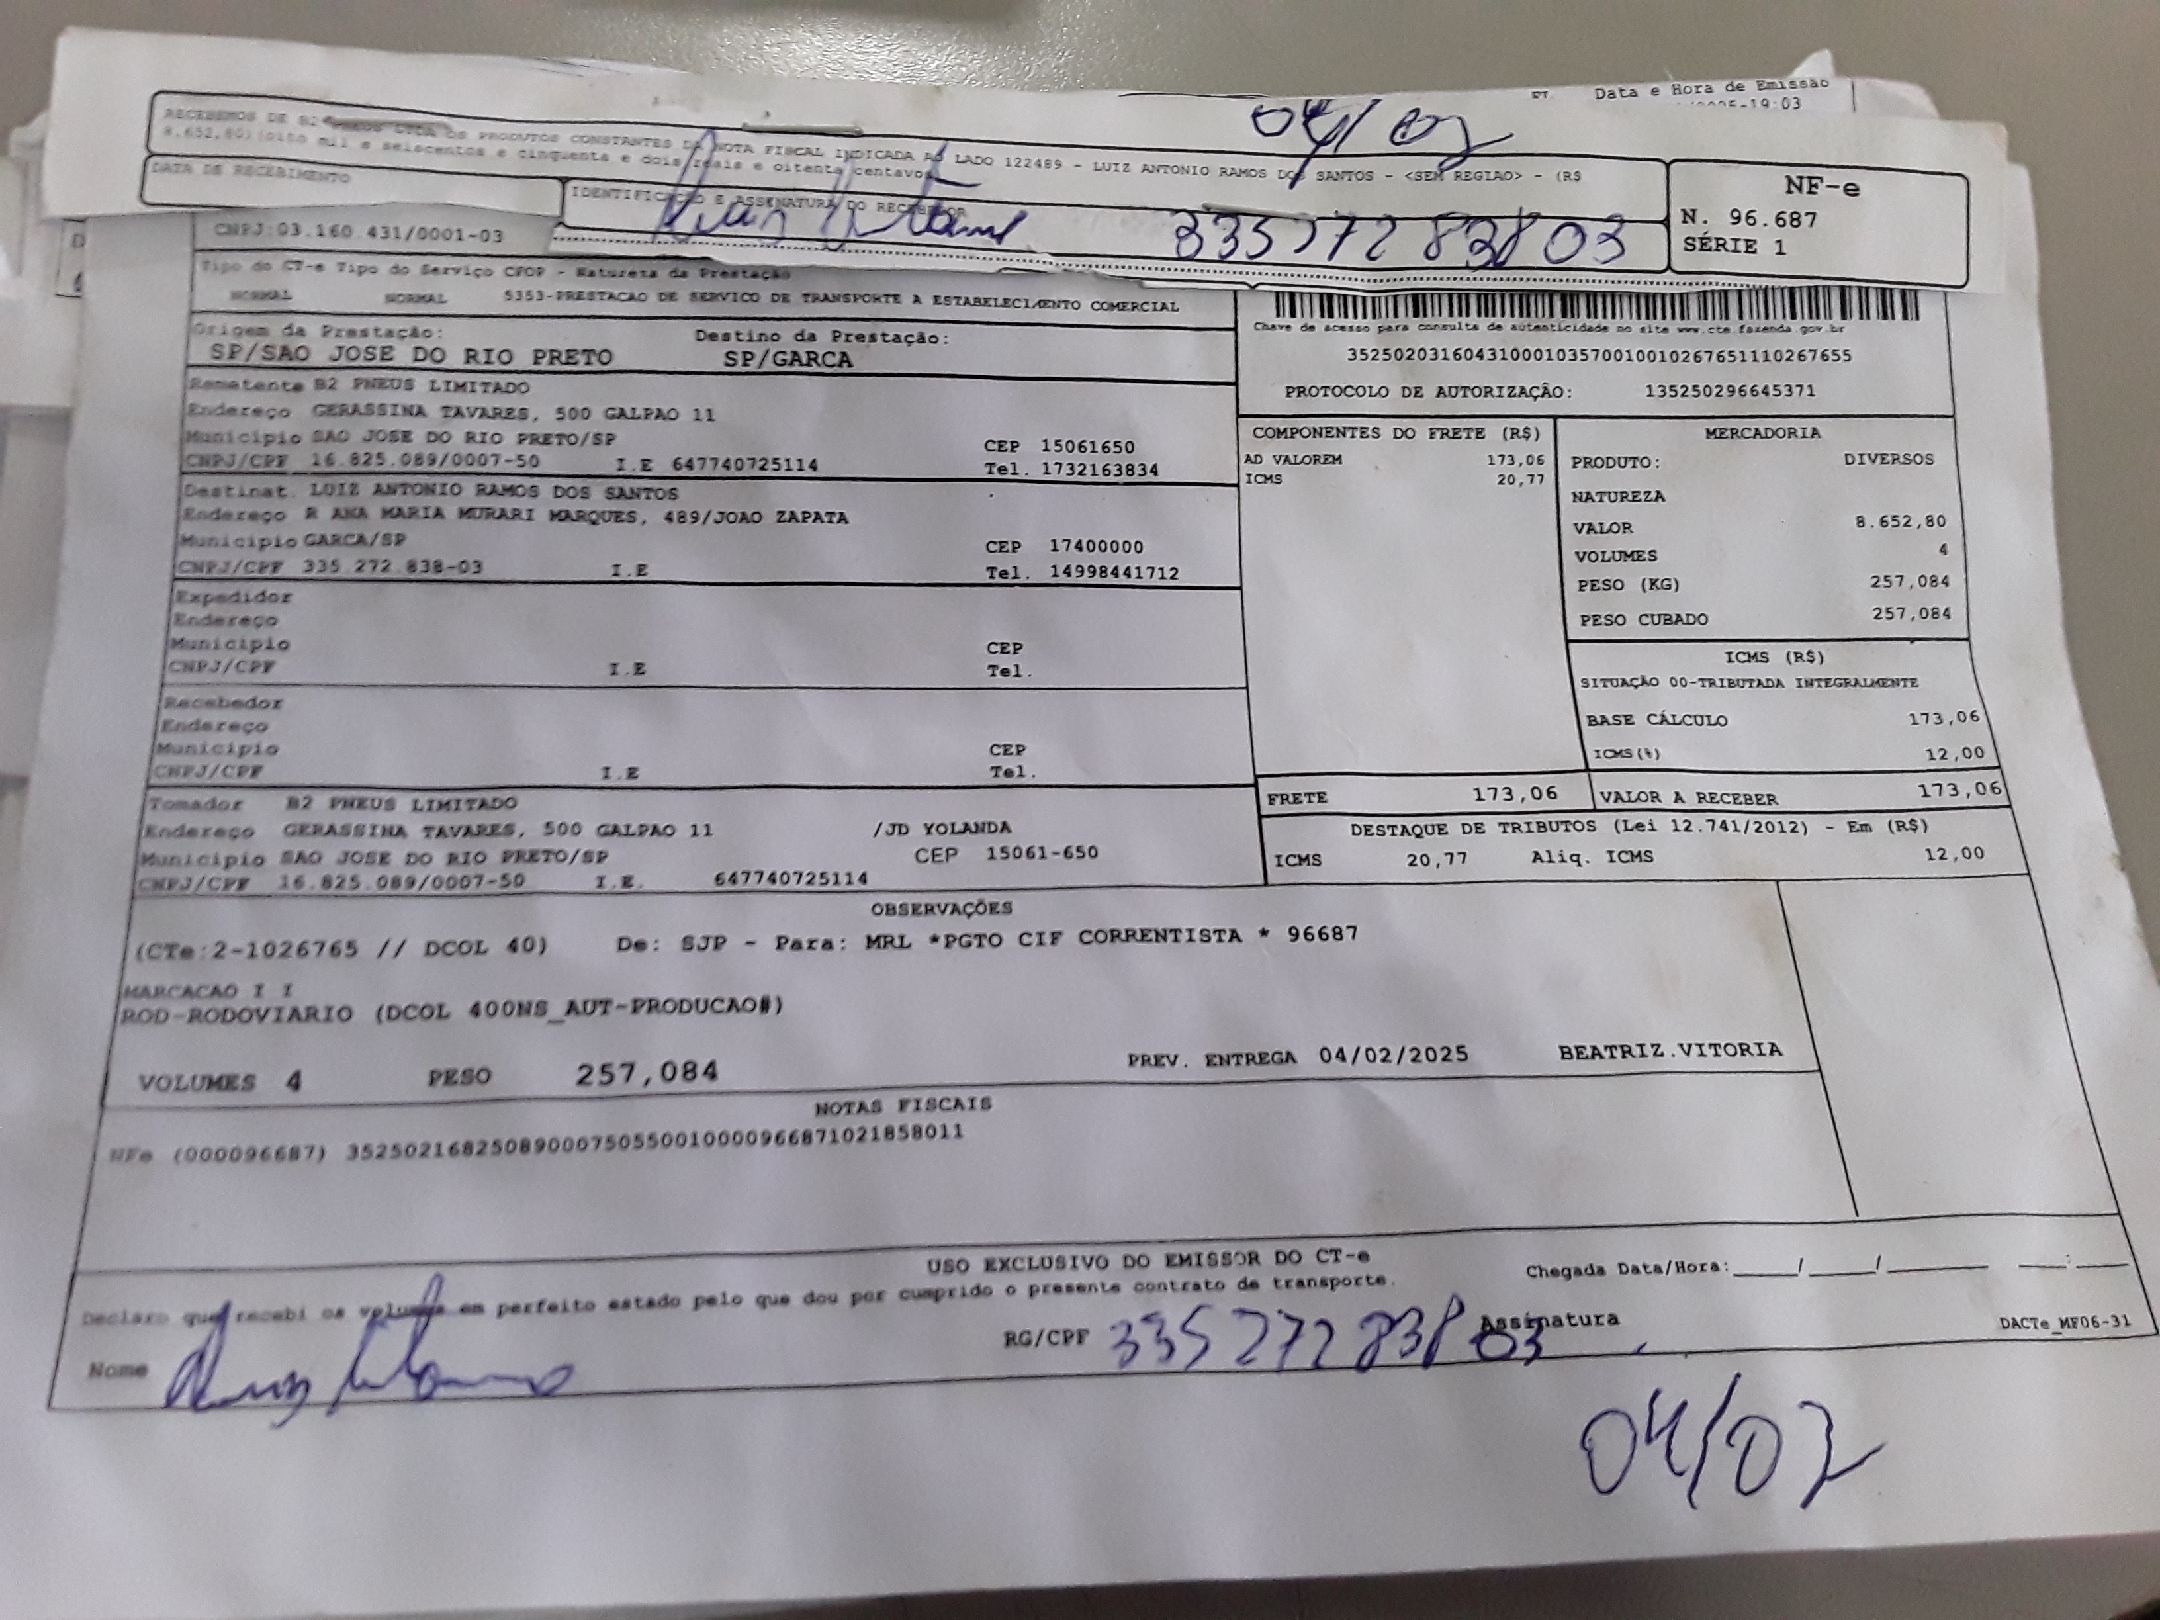 Data e Hora de Emissão
-19:03
04/02
RECEBEMOS DE B2 PNEUS LTDA OS PRODUTOS CONSTANTES DA NOTA FISCAL INDICADA AO LADO 122489 - LUIZ ANTONIO RAMOS DOS SANTOS - <SEM REGIAO> - (R$
8.652,80)(oito mil e seiscentos e cinquenta e dois reais e oitenta centavos
DATA DE RECEBIMENTO
IDENTIFICAÇÃO E ASSINATURA DO RECEBEDOR
33527283803
NF-e
N. 96.687
SÉRIE 1
CNPJ:03.160.431/0001-03
Tipo do CT-e Tipo do Serviço CFOP - Natureza da Prestação
NORMAL NORMAL 5353-PRESTACAO DE SERVICO DE TRANSPORTE A ESTABELECIMENTO COMERCIAL
Origem da Prestação: Destino da Prestação:
SP/SAO JOSE DO RIO PRETO SP/GARCA
Chave de acesso para consulta de autenticidade no site www.cte.fazenda.gov.br
35250203160431000103570010010267651110267655
PROTOCOLO DE AUTORIZAÇÃO: 135250296645371
Remetente B2 PNEUS LIMITADO
Endereço GERASSINA TAVARES, 500 GALPAO 11
Município SAO JOSE DO RIO PRETO/SP CEP 15061650
CNPJ/CPF 16.825.089/0007-50 I.E 647740725114 Tel. 1732163834
Destinat. LUIZ ANTONIO RAMOS DOS SANTOS
Endereço R ANA MARIA MURARI MARQUES, 489/JOAO ZAPATA
Município GARCA/SP CEP 17400000
CNPJ/CPF 335.272.838-03 I.E Tel. 14998441712
Expedidor
Endereço
Município CEP
CNPJ/CPF I.E Tel.
Recebedor
Endereço
Município CEP
CNPJ/CPF I.E Tel.
Tomador B2 PNEUS LIMITADO
Endereço GERASSINA TAVARES, 500 GALPAO 11 /JD YOLANDA
Município SAO JOSE DO RIO PRETO/SP CEP 15061-650
CNPJ/CPF 16.825.089/0007-50 I.E. 647740725114
COMPONENTES DO FRETE (R$)
AD VALOREM 173,06
ICMS 20,77
MERCADORIA
PRODUTO: DIVERSOS
NATUREZA
VALOR 8.652,80
VOLUMES 4
PESO (KG) 257,084
PESO CUBADO 257,084
ICMS (R$)
SITUAÇÃO 00-TRIBUTADA INTEGRALMENTE
BASE CÁLCULO 173,06
ICMS(%) 12,00
FRETE 173,06 VALOR A RECEBER 173,06
DESTAQUE DE TRIBUTOS (Lei 12.741/2012) - Em (R$)
ICMS 20,77 Aliq. ICMS 12,00
OBSERVAÇÕES
(CTe:2-1026765 // DCOL 40) De: SJP - Para: MRL *PGTO CIF CORRENTISTA * 96687
MARCACAO I I
ROD-RODOVIARIO (DCOL 400NS_AUT-PRODUCAO#)
VOLUMES 4 PESO 257,084 PREV. ENTREGA 04/02/2025 BEATRIZ.VITORIA
NOTAS FISCAIS
NFe (000096687) 35250216825089000750550010000966871021858011
USO EXCLUSIVO DO EMISSOR DO CT-e
Declaro que recebi os volumes em perfeito estado pelo que dou por cumprido o presente contrato de transporte.
Chegada Data/Hora:____/____/______ ___:___
Nome RG/CPF 33527283803 Assinatura DACTe_MF06-31
04/02